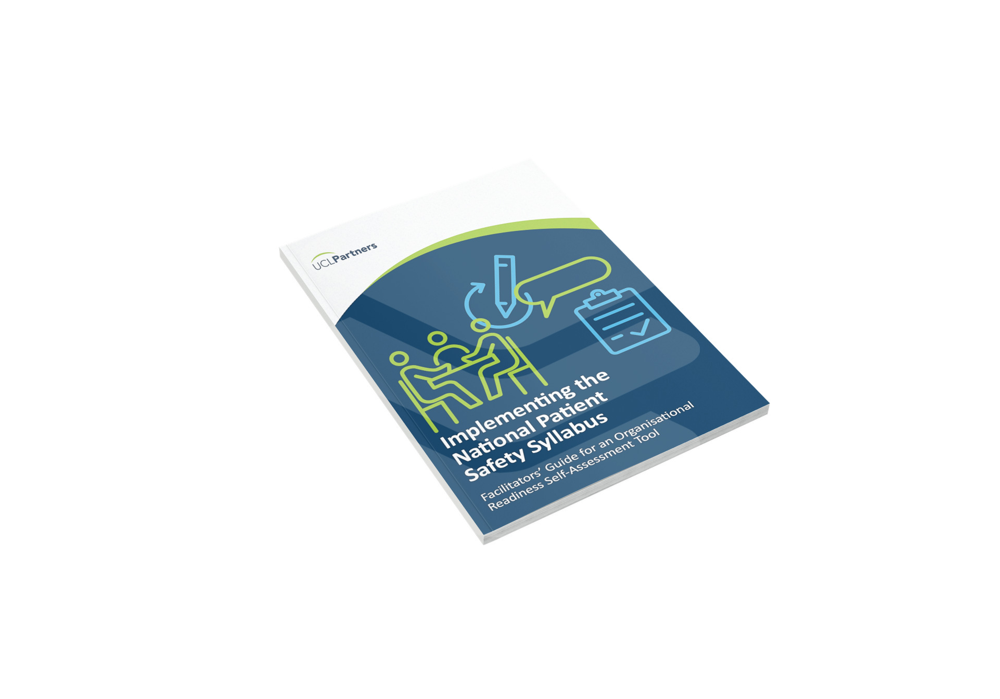 UCLPartners
Implementing the
National Patient
Safety Syllabus
Facilitators’ Guide for an Organisational
Readiness Self-Assessment Tool